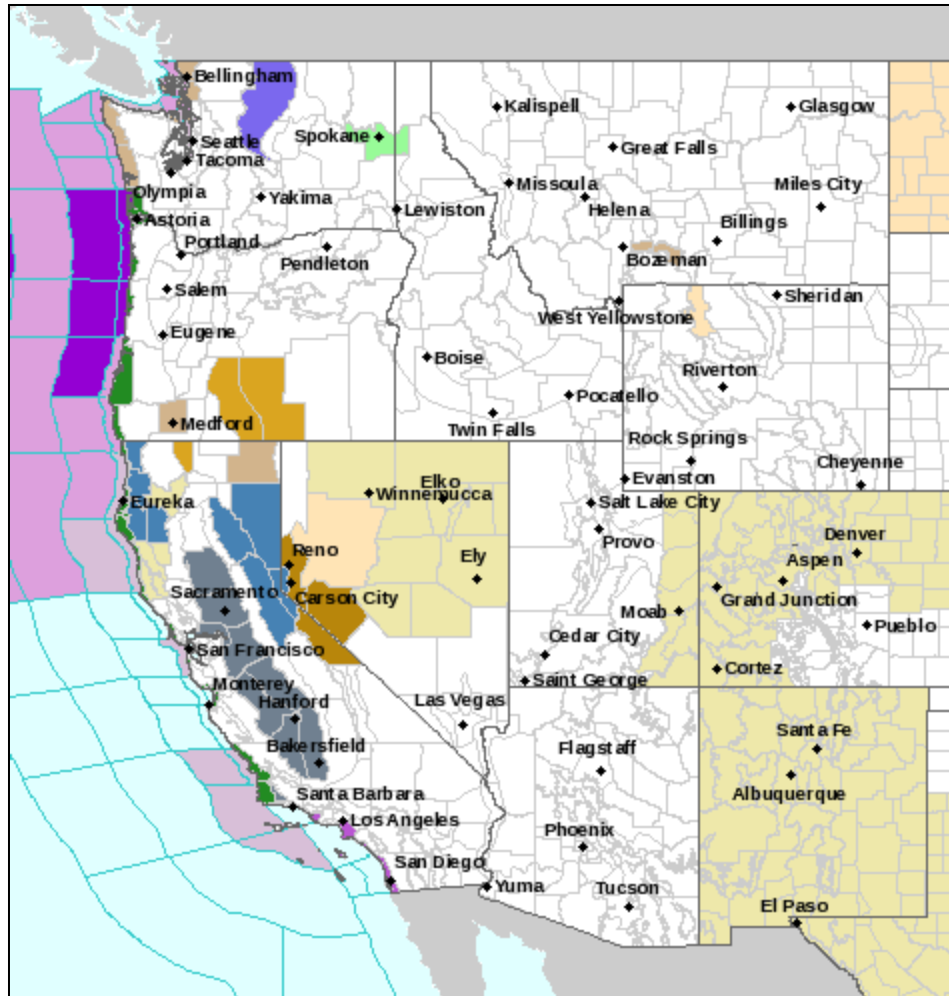 Bellingham
Kalispell
Glasgow
Seattle
Spokane
Great Falls
Tacoma
Olympia
Missoula
Miles City
Yakima
Helena
Lewiston
Astoria
Billings
Portland
Pendleton
Bozeman
Salem
Sheridan
West Yellowstone
Eugene
Boise
Riverton
Pocatello
Medford
Twin Falls
Rock Springs
Cheyenne
Elko
Evanston
Winnemucca
Eureka
Salt Lake City
Denver
Provo
Reno
Ely
Aspen
Sacramento
Carson City
Grand Junction
Moab
Pueblo
Cedar City
San Francisco
Cortez
Saint George
Monterey
Las Vegas
Hanford
Santa Fe
Bakersfield
Flagstaff
Santa Barbara
Albuquerque
Los Angeles
Phoenix
San Diego
Yuma
Tucson
El Paso